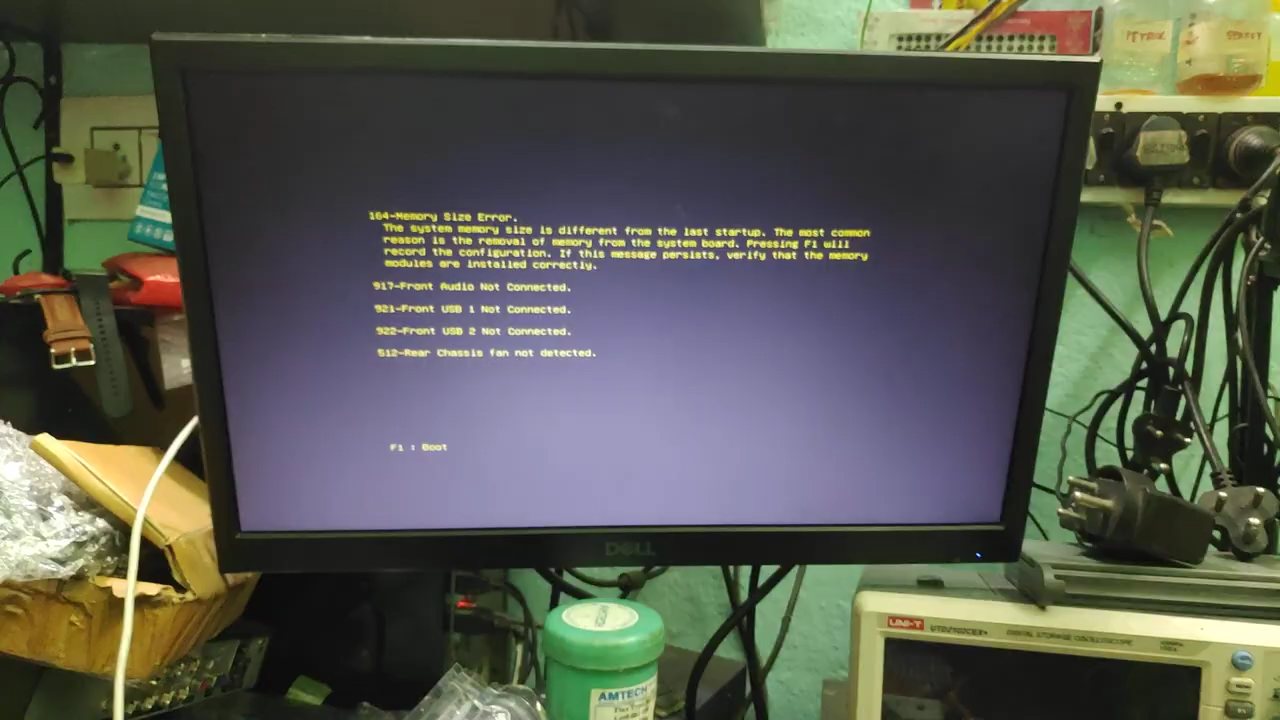 PETROL
164-Memory Size Error.
The system memory size is different from the last startup. The most common
reason is the removal of memory from the system board. Pressing F1 will
record the configuration. If this message persists, verify that the memory
modules are installed correctly.
917-Front Audio Not Connected.
921-Front USB 1 Not Connected.
922-Front USB 2 Not Connected.
512-Rear Chassis fan not detected.
F1 : Boot
DELL
UNI-T
DIGITAL STORAGE OSCILLOSCOPE
AMTECH